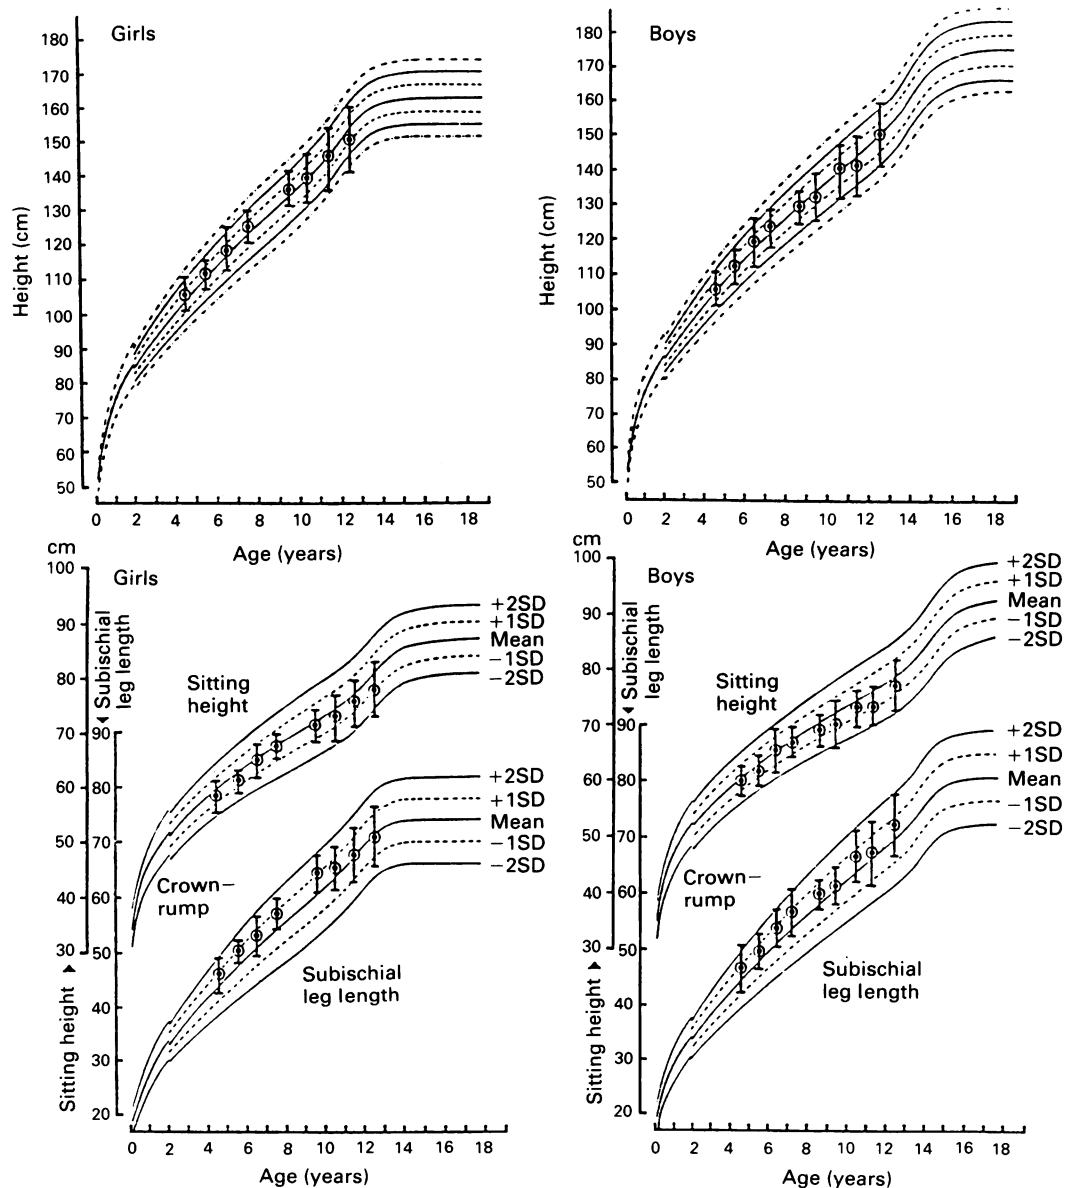 Girls
180
170
160
150
140
130
120
110
100
90
80
70
60
50
Height (cm)
0 2 4 6 8 10 12 14 16 18
Age (years)
Boys
180
170
160
150
140
130
120
110
100
90
80
70
60
50
Height (cm)
0 2 4 6 8 10 12 14 16 18
Age (years)
cm
Girls
100
90
80
70
60
50
40
30
◀ Subischial
leg length
90
80
70
60
50
40
30
20
Sitting height ▶
Sitting
height
+2SD
+1SD
Mean
−1SD
−2SD
Crown–
rump
+2SD
+1SD
Mean
−1SD
−2SD
Subischial
leg length
0 2 4 6 8 10 12 14 16 18
Age (years)
cm
Boys
100
90
80
70
60
50
40
30
◀ Subischial
leg length
90
80
70
60
50
40
30
20
Sitting height ▶
Sitting
height
+2SD
+1SD
Mean
−1SD
−2SD
Crown–
rump
+2SD
+1SD
Mean
−1SD
−2SD
Subischial
leg length
0 2 4 6 8 10 12 14 16 18
Age (years)